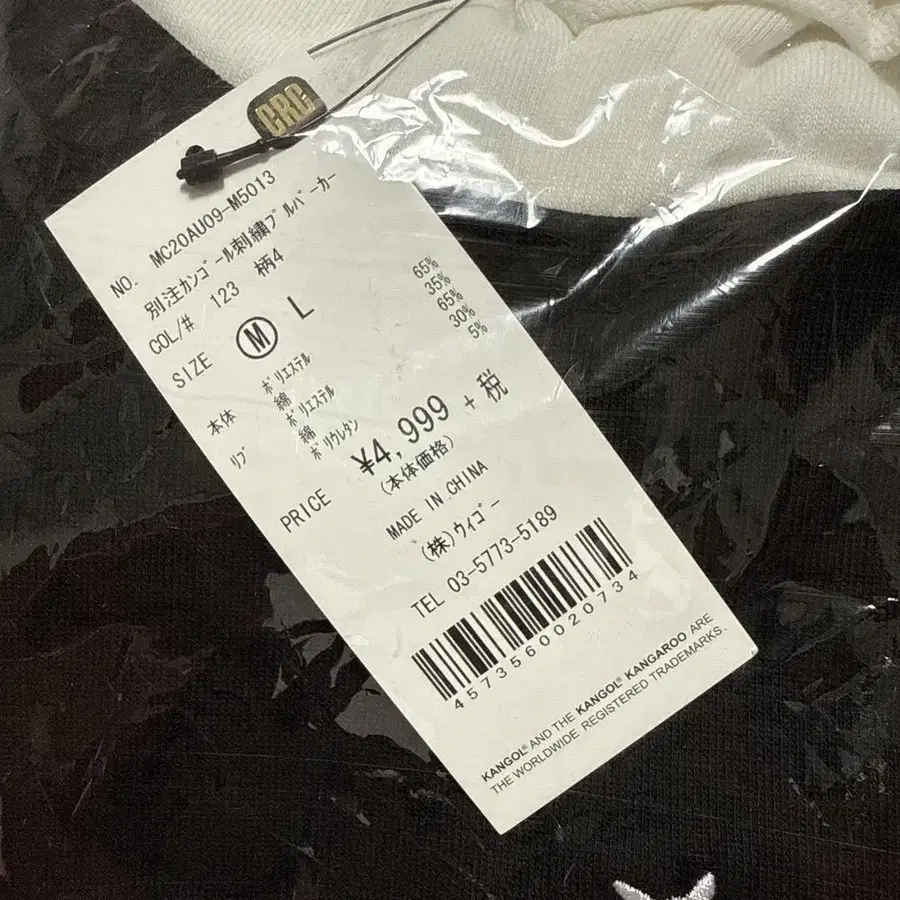 CRC
NO. MC20AU09-M5013
別注カンゴール刺繍プルパーカー
COL/# 123 柄4
SIZE M L
本体 ポリエステル 65%
綿 35%
リブ ポリエステル 65%
綿 30%
ポリウレタン 5%
PRICE ¥4,999 + 税
(本体価格)
MADE IN CHINA
(株)ウィゴー
TEL 03-5773-5189
4573560020734
KANGOL® AND THE KANGOL® KANGAROO ARE
THE WORLDWIDE REGISTERED TRADEMARKS.